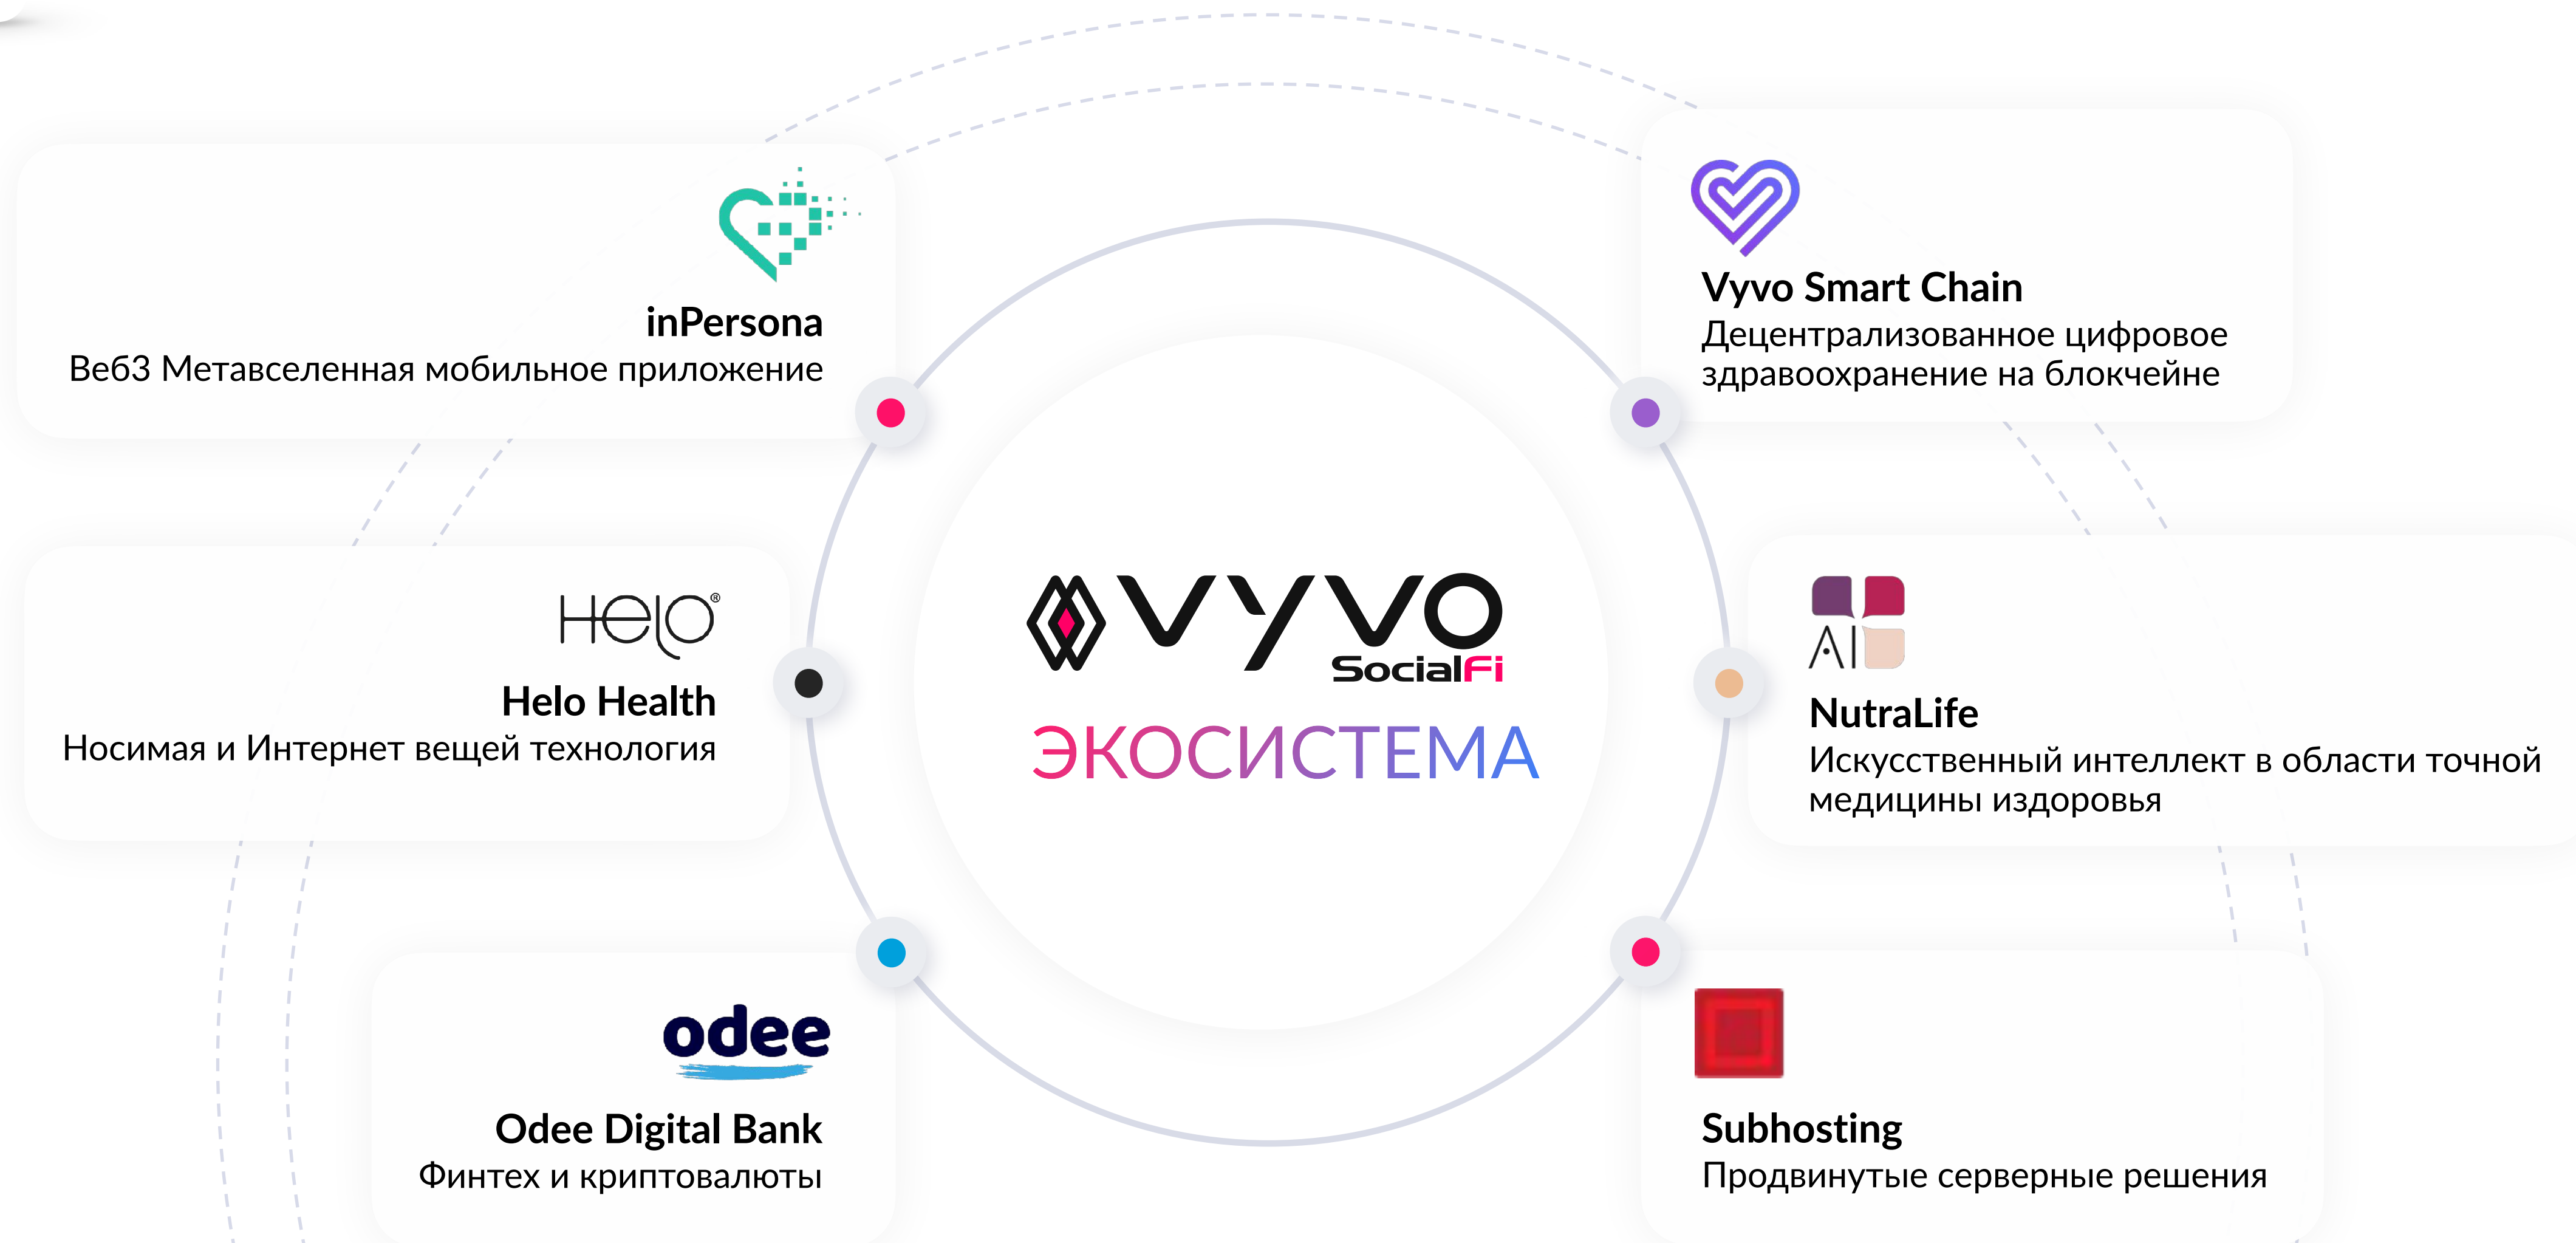 inPersona
Веб3 Метавселенная мобильное приложение
Helo®
Helo Health
Носимая и Интернет вещей технология
odee
Odee Digital Bank
Финтех и криптовалюты
VYVO
SocialFi
ЭКОСИСТЕМА
Vyvo Smart Chain
Децентрализованное цифровое
здравоохранение на блокчейне
AI
NutraLife
Искусственный интеллект в области точной
медицины издоровья
Subhosting
Продвинутые серверные решения